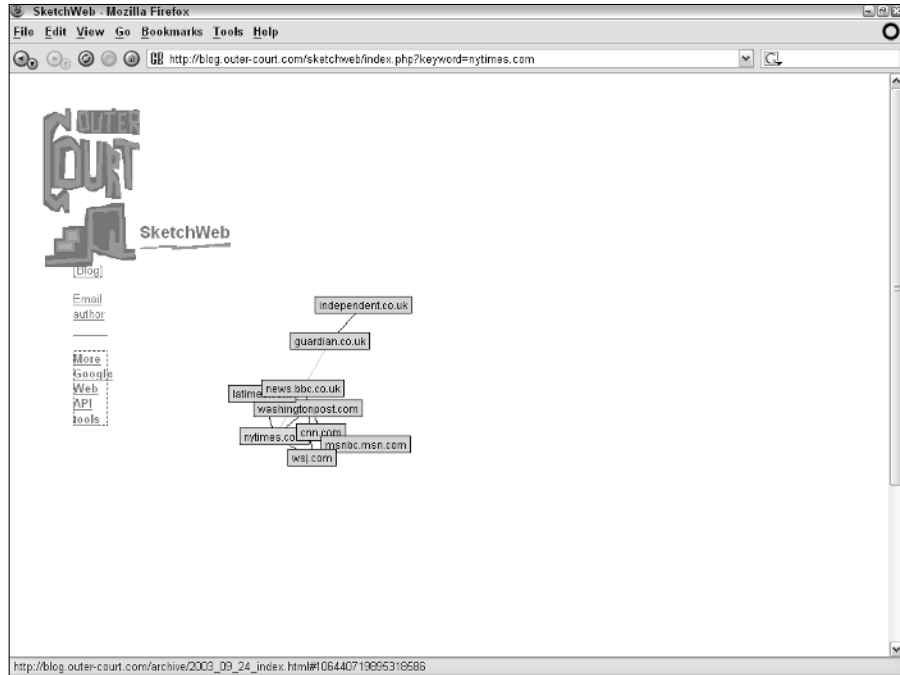 SketchWeb - Mozilla Firefox
File Edit View Go Bookmarks Tools Help
http://blog.outer-court.com/sketchweb/index.php?keyword=nytimes.com
OUTER
COURT
SketchWeb
[Blog]
Email
author
More
Google
Web
API
tools
independent.co.uk
guardian.co.uk
news.bbc.co.uk
washingtonpost.com
cnn.com
msnbc.msn.com
wsj.com
http://blog.outer-court.com/archive/2003_09_24_index.html#106440719895318586